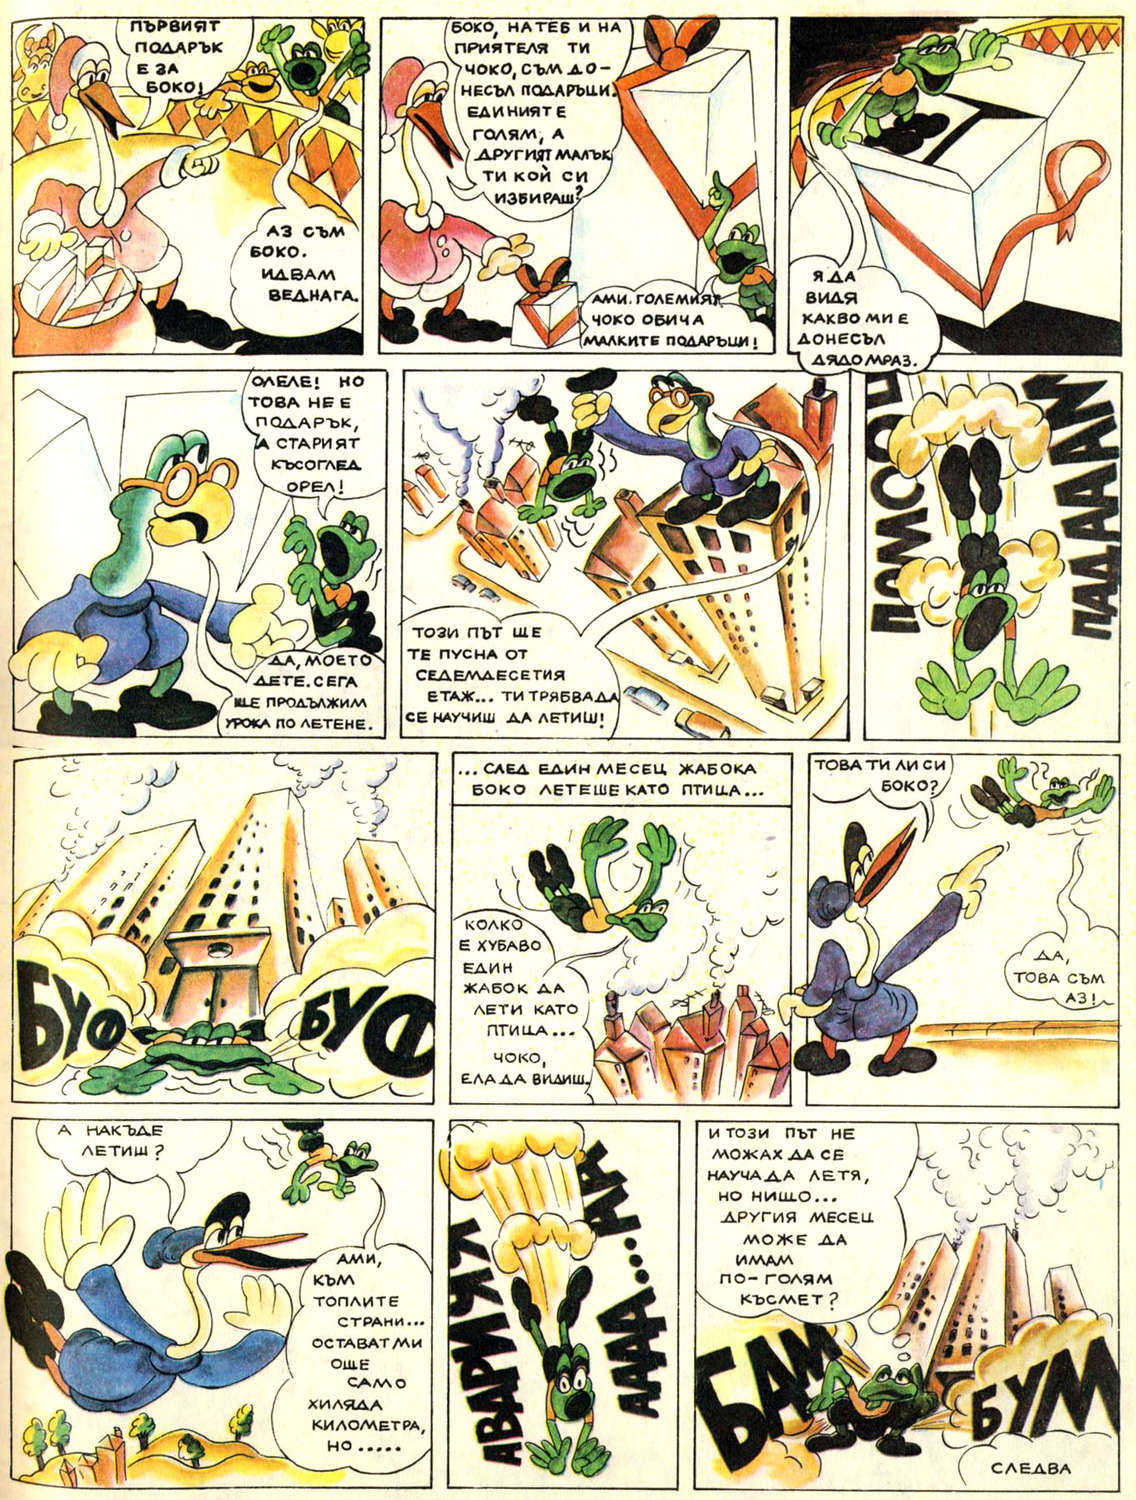 ПЪРВИЯТ
ПОДАРЪК
Е ЗА
БОКО!
АЗ СЪМ
БОКО.
ИДВАМ
ВЕДНАГА.
БОКО, НА ТЕБ И НА
ПРИЯТЕЛЯ ТИ
ЧОКО, СЪМ ДО-
НЕСЪЛ ПОДАРЪЦИ.
ЕДИНИЯТ Е
ГОЛЯМ, А
ДРУГИЯТ МАЛЪК
ТИ КОЙ СИ
ИЗБИРАШ?
АМИ. ГОЛЕМИЯТ,
ЧОКО ОБИЧА
МАЛКИТЕ ПОДАРЪЦИ!
Я ДА
ВИДЯ
КАКВО МИ Е
ДОНЕСЪЛ
ДЯДО МРАЗ.
ОЛЕЛЕ! НО
ТОВА НЕ Е
ПОДАРЪК,
А СТАРИЯТ
КЪСОГЛЕД
ОРЕЛ!
ДА, МОЕТО
ДЕТЕ. СЕГА
ЩЕ ПРОДЪЛЖИМ
УРОКА ПО ЛЕТЕНЕ.
ТОЗИ ПЪТ ЩЕ
ТЕ ПУСНА ОТ
СЕДЕМДЕСЕТИЯ
ЕТАЖ... ТИ ТРЯБВА ДА
СЕ НАУЧИШ ДА ЛЕТИШ!
ПОМОЩ
ПАДАААМ
БУФ
БУФ
...СЛЕД ЕДИН МЕСЕЦ ЖАБОКА
БОКО ЛЕТЕШЕ КАТО ПТИЦА...
КОЛКО
Е ХУБАВО
ЕДИН
ЖАБОК ДА
ЛЕТИ КАТО
ПТИЦА...
ЧОКО,
ЕЛА ДА ВИДИШ.
ТОВА ТИ ЛИ СИ
БОКО?
ДА,
ТОВА СЪМ
АЗ!
А НАКЪДЕ
ЛЕТИШ?
АМИ,
КЪМ
ТОПЛИТЕ
СТРАНИ...
ОСТАВАТ МИ
ОЩЕ
САМО
ХИЛЯДА
КИЛОМЕТРА,
НО.....
АВАРИЯЯ
И ТОЗИ ПЪТ НЕ
МОЖАХ ДА СЕ
НАУЧА ДА ЛЕТЯ,
НО НИЩО...
ДРУГИЯ МЕСЕЦ
МОЖЕ ДА
ИМАМ
ПО-ГОЛЯМ
КЪСМЕТ?
БАМ
БУМ
СЛЕДВА